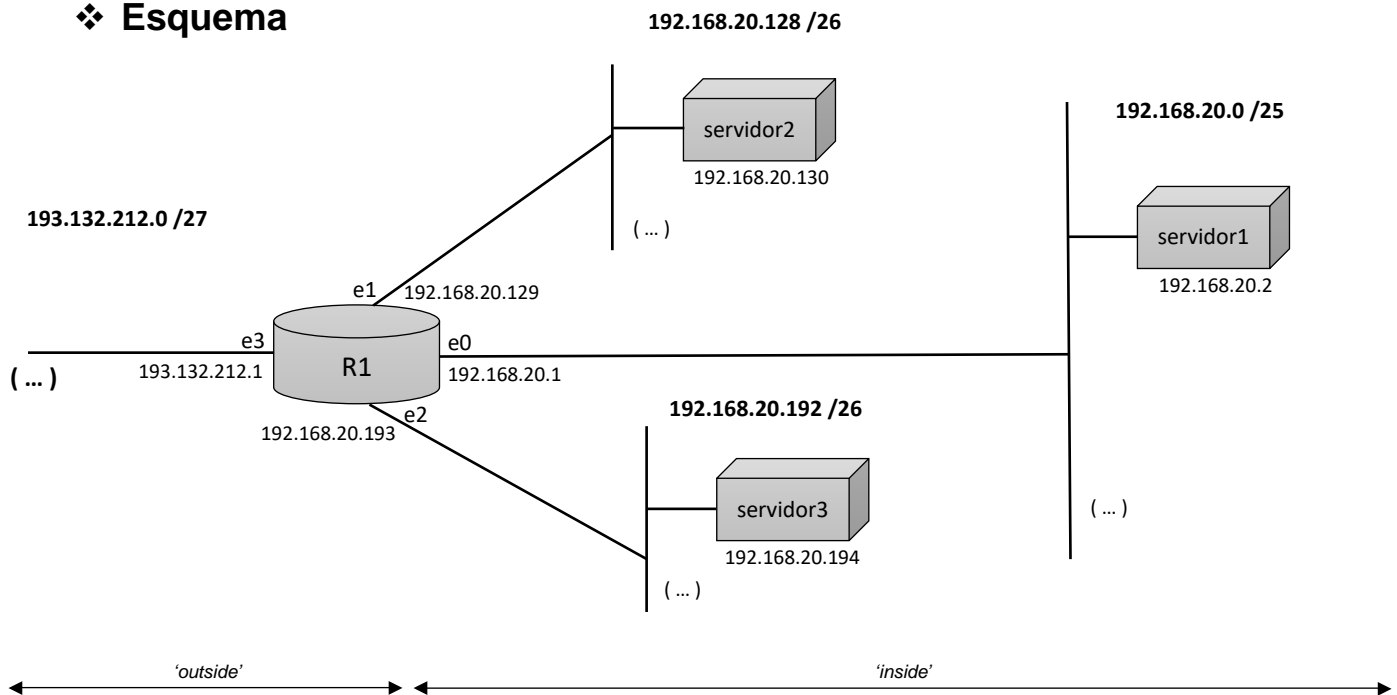 ❖ Esquema
192.168.20.128 /26
servidor2
192.168.20.130
( ... )
192.168.20.0 /25
servidor1
192.168.20.2
( ... )
193.132.212.0 /27
e1
192.168.20.129
e3
R1
e0
( ... )
193.132.212.1
192.168.20.1
e2
192.168.20.193
192.168.20.192 /26
servidor3
192.168.20.194
( ... )
‘outside’
‘inside’